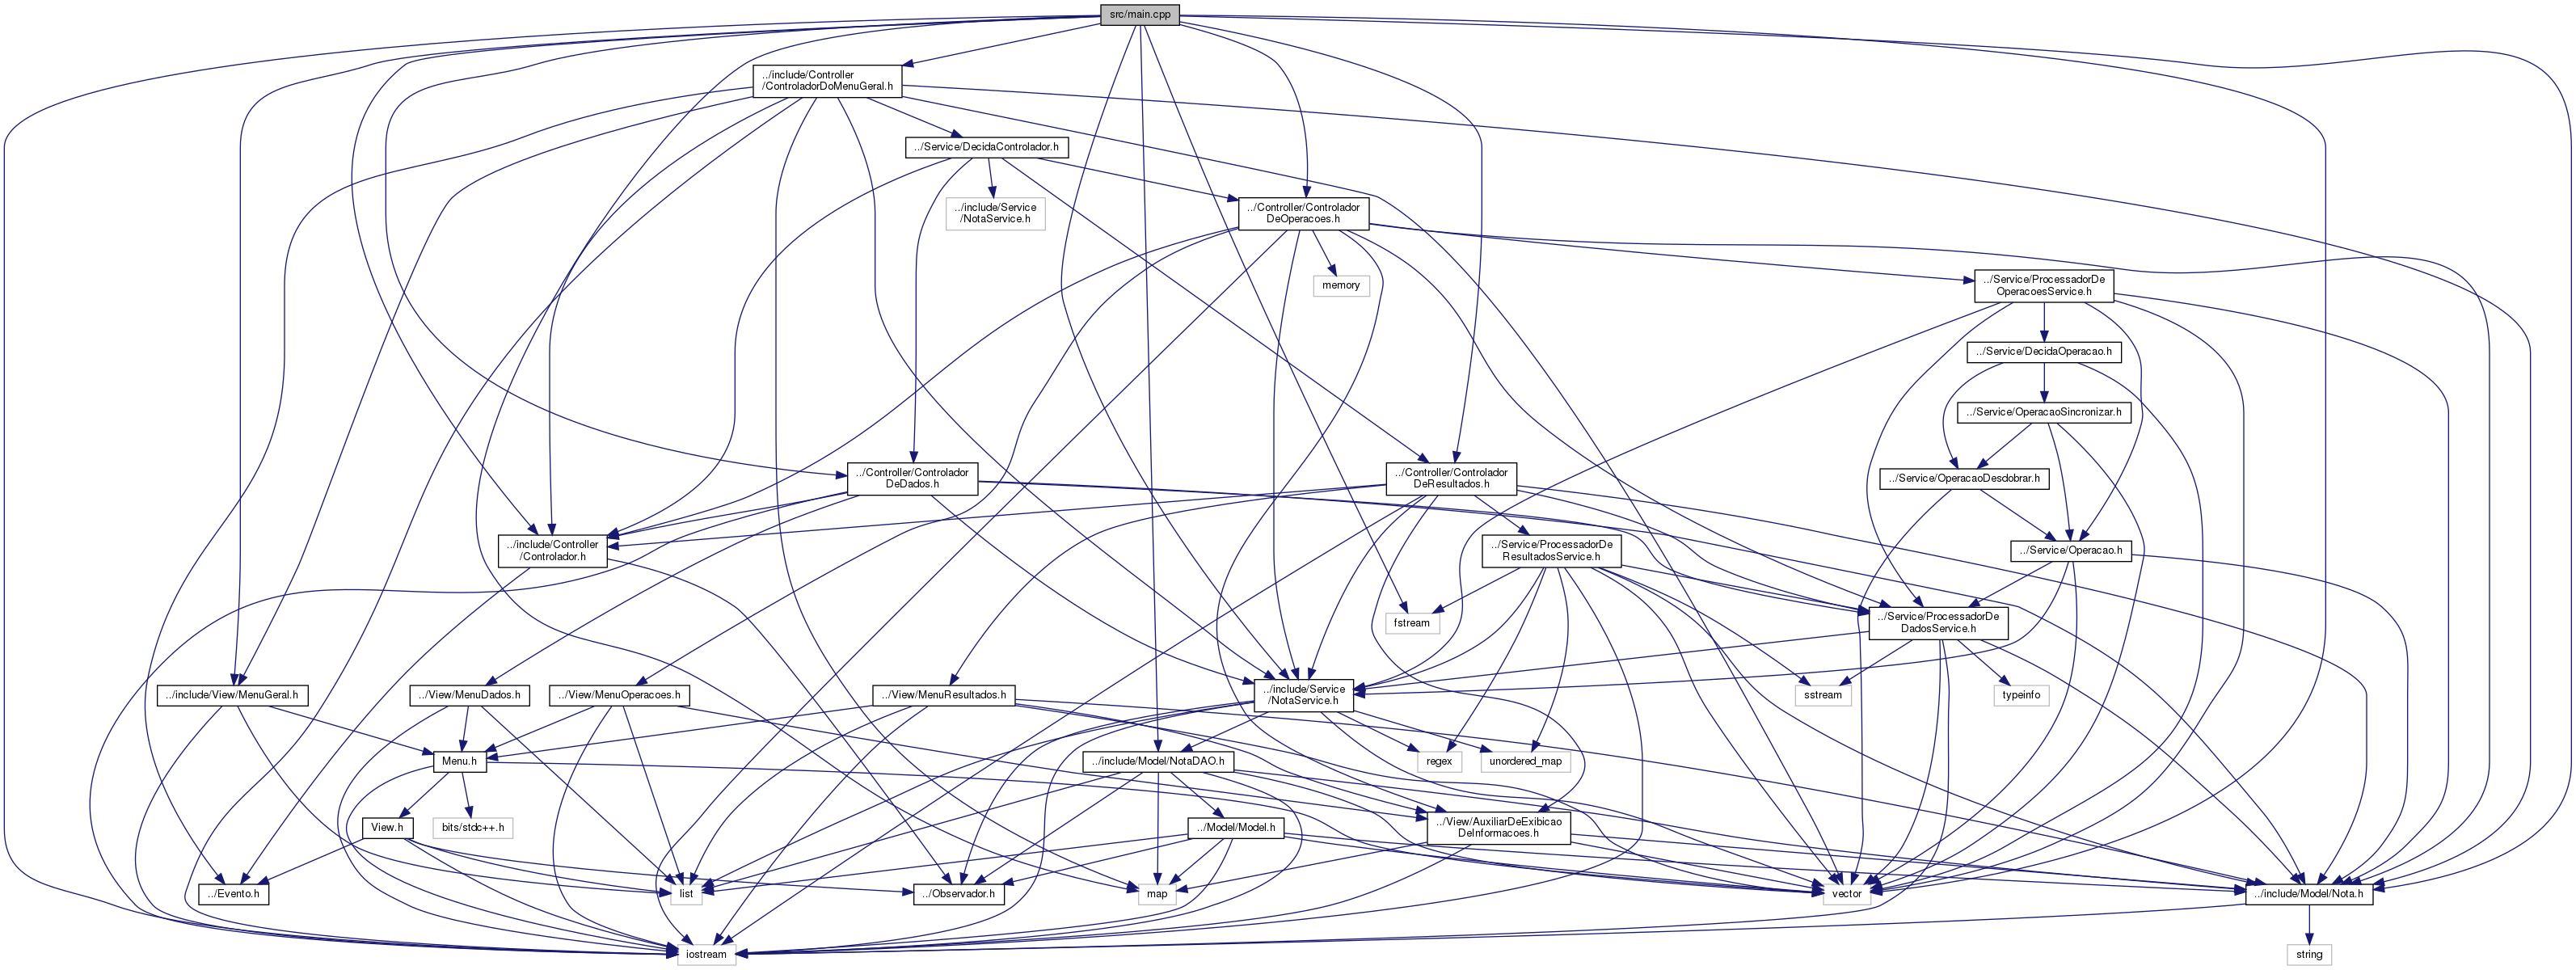 src/main.cpp
../include/Controller
/ControladorDoMenuGeral.h
../Service/DecidaControlador.h
../include/Service
/NotaService.h
../Controller/Controlador
DeOperacoes.h
memory
../Service/ProcessadorDe
OperacoesService.h
../Service/DecidaOperacao.h
../Service/OperacaoSincronizar.h
../Controller/Controlador
DeDados.h
../Controller/Controlador
DeResultados.h
../Service/OperacaoDesdobrar.h
../include/Controller
/Controlador.h
../Service/ProcessadorDe
ResultadosService.h
../Service/Operacao.h
fstream
../Service/ProcessadorDe
DadosService.h
../include/View/MenuGeral.h
../View/MenuDados.h
../View/MenuOperacoes.h
../View/MenuResultados.h
../include/Service
/NotaService.h
sstream
typeinfo
Menu.h
../include/Model/NotaDAO.h
regex
unordered_map
View.h
bits/stdc++.h
../Model/Model.h
../View/AuxiliarDeExibicao
DeInformacoes.h
../Evento.h
list
../Observador.h
map
vector
../include/Model/Nota.h
iostream
string